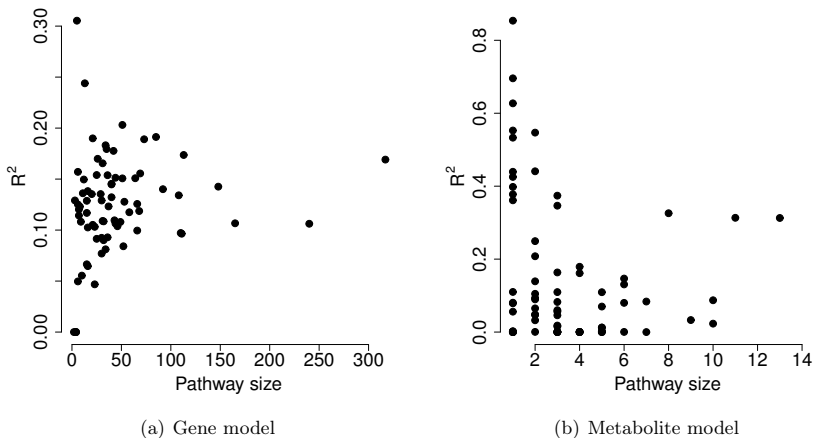 0.30
0.20
0.10
0.00
R²
0 50 100 150 200 250 300
Pathway size
(a) Gene model
0.8
0.6
0.4
0.2
0.0
R²
2 4 6 8 10 12 14
Pathway size
(b) Metabolite model